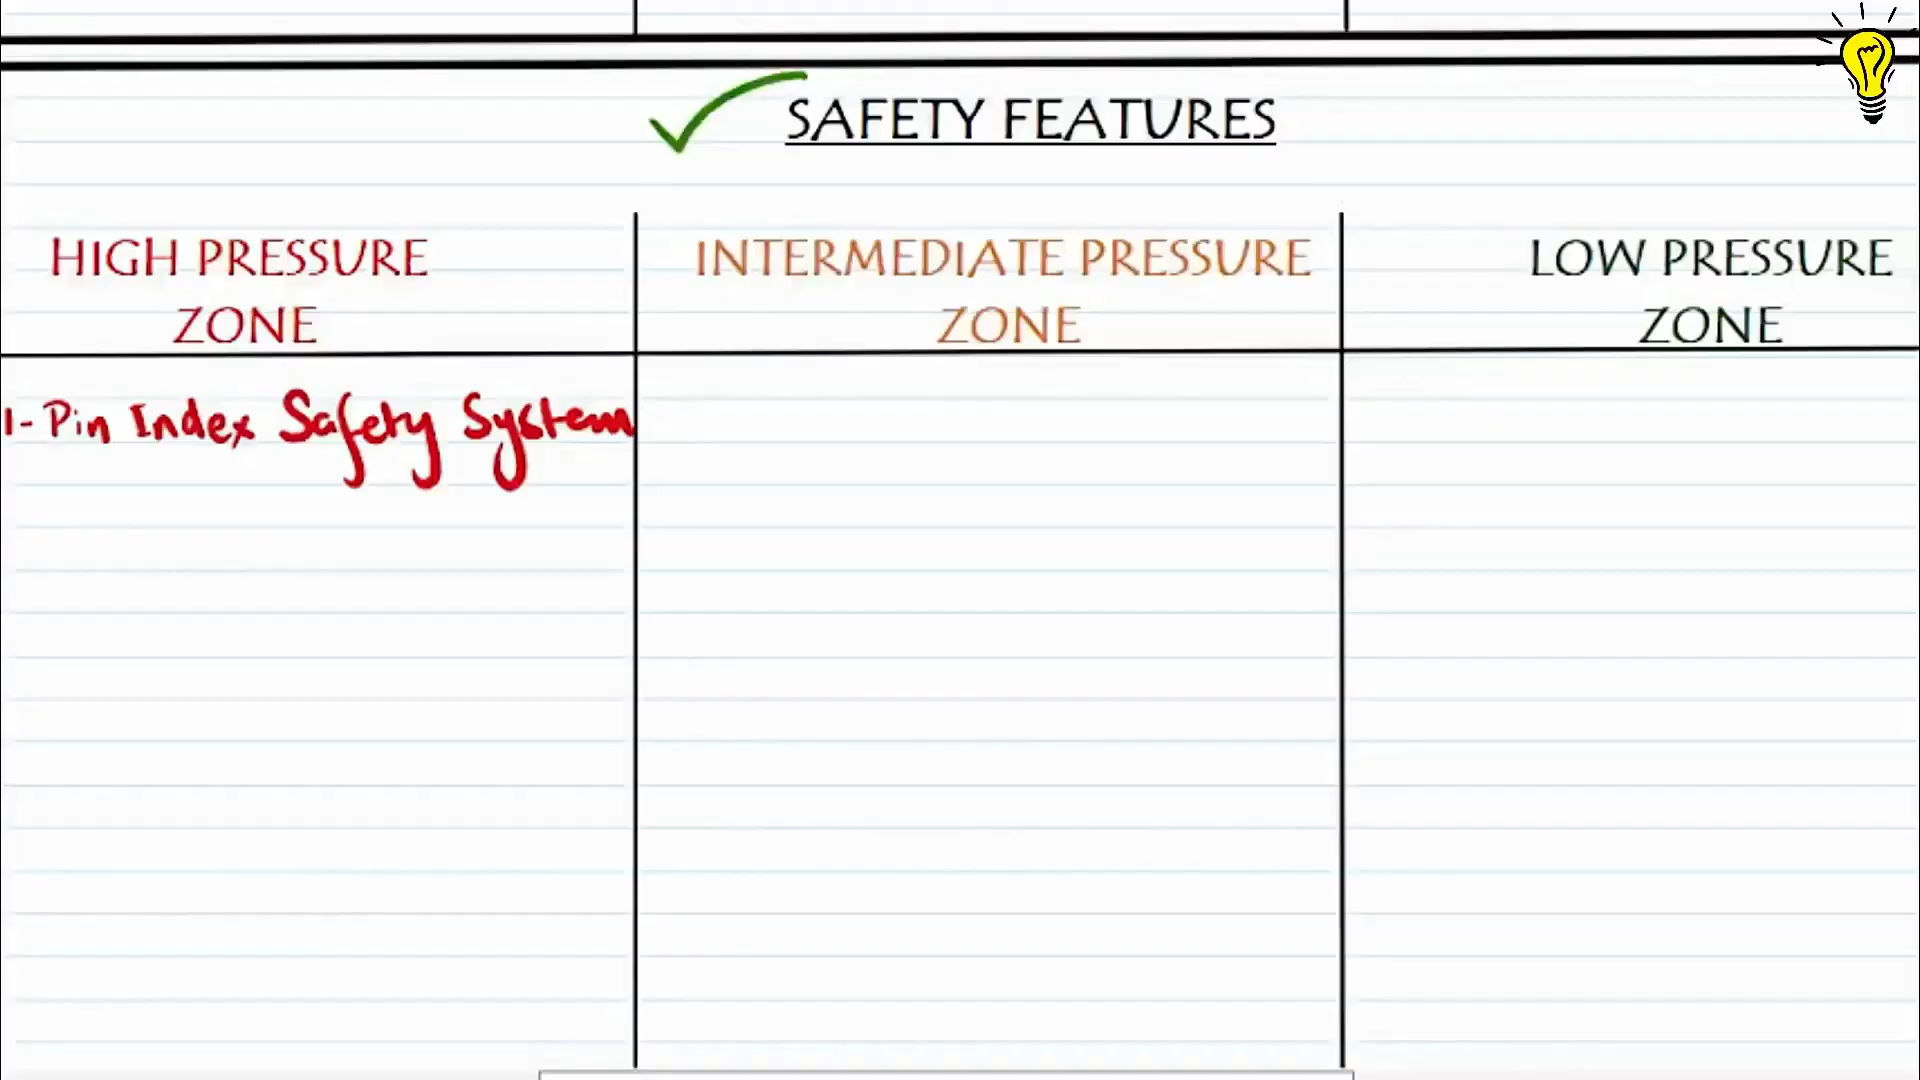 SAFETY FEATURES
HIGH PRESSURE
ZONE
INTERMEDIATE PRESSURE
ZONE
LOW PRESSURE
ZONE
1- Pin Index Safety System